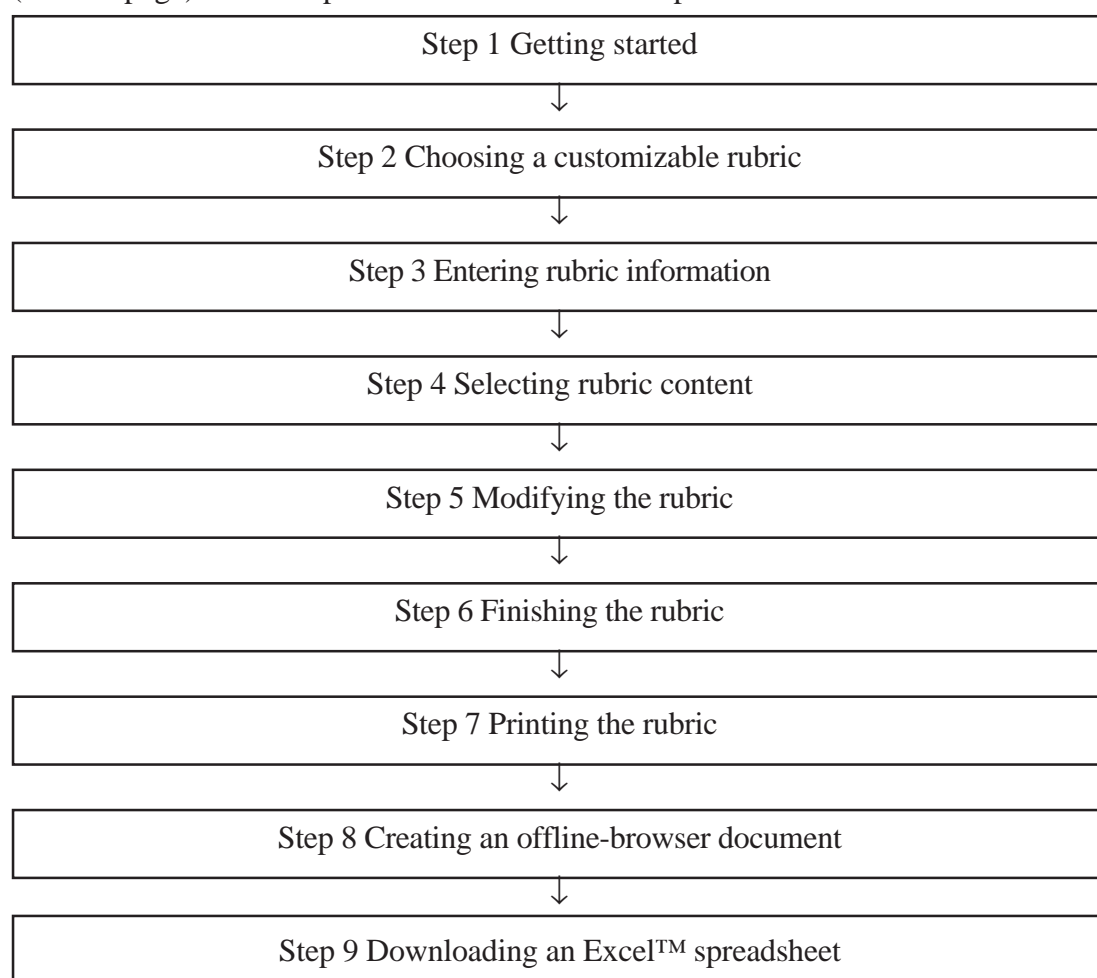 Step 1 Getting started
↓
Step 2 Choosing a customizable rubric
↓
Step 3 Entering rubric information
↓
Step 4 Selecting rubric content
↓
Step 5 Modifying the rubric
↓
Step 6 Finishing the rubric
↓
Step 7 Printing the rubric
↓
Step 8 Creating an offline-browser document
↓
Step 9 Downloading an Excel™ spreadsheet